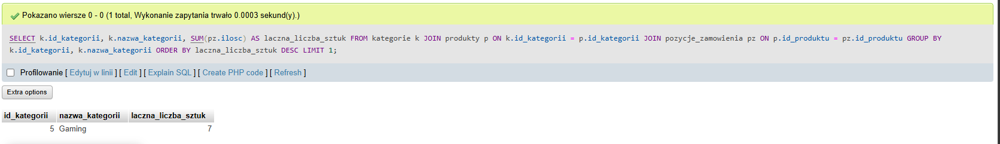 Pokazano wiersze 0 - 0 (1 total, Wykonanie zapytania trwało 0.0003 sekund(y).)
SELECT k.id_kategorii, k.nazwa_kategorii, SUM(pz.ilosc) AS laczna_liczba_sztuk FROM kategorie k JOIN produkty p ON k.id_kategorii = p.id_kategorii JOIN pozycje_zamowienia pz ON p.id_produktu = pz.id_produktu GROUP BY
k.id_kategorii, k.nazwa_kategorii ORDER BY laczna_liczba_sztuk DESC LIMIT 1;
Profilowanie [ Edytuj w linii ] [ Edit ] [ Explain SQL ] [ Create PHP code ] [ Refresh ]
Extra options
id_kategorii nazwa_kategorii laczna_liczba_sztuk
5 Gaming 7